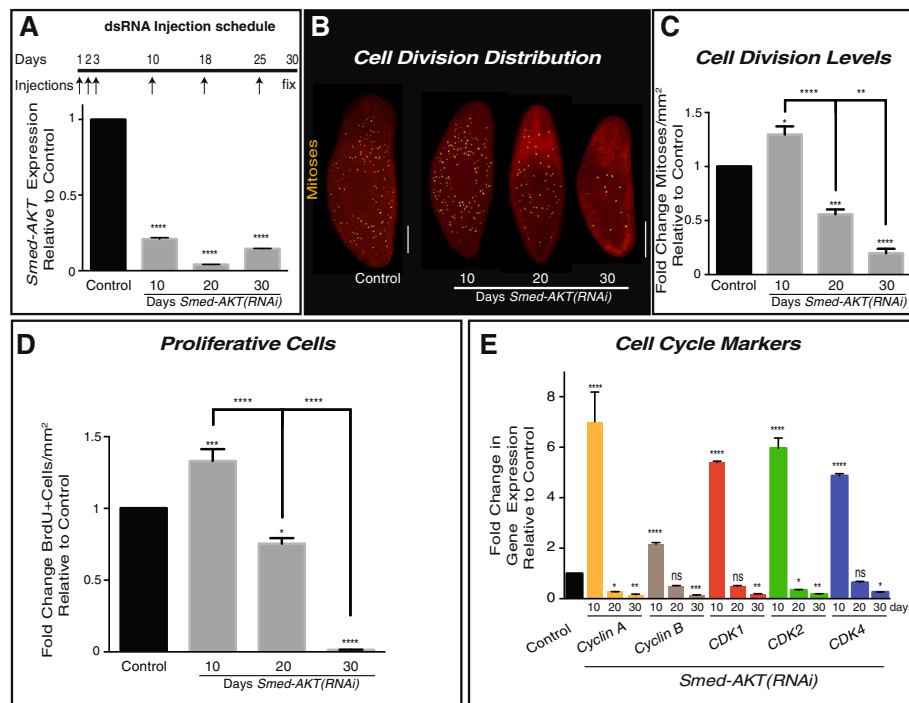 A
dsRNA Injection schedule
Days 1 2 3 10 18 25 30
Injections fix
Smed-AKT Expression
Relative to Control
1
0.5
0
****
****
****
Control 10 20 30
Days Smed-AKT(RNAi)
B
Cell Division Distribution
Mitoses
Control 10 20 30
Days Smed-AKT(RNAi)
C
Cell Division Levels
Fold Change Mitoses/mm²
Relative to Control
1.5
1
0.5
0
**** **
*
***
****
Control 10 20 30
Days Smed-AKT(RNAi)
D
Proliferative Cells
Fold Change BrdU+Cells/mm²
Relative to Control
1.5
1
0.5
0
**** ****
***
*
****
Control 10 20 30
Days Smed-AKT(RNAi)
E
Cell Cycle Markers
Fold Change in
Gene Expression
Relative to Control
8
6
4
2
0
**** * **
**** ns ***
**** ns **
**** * **
**** ns *
10 20 30 10 20 30 10 20 30 10 20 30 10 20 30 days
Control Cyclin A Cyclin B CDK1 CDK2 CDK4
Smed-AKT(RNAi)